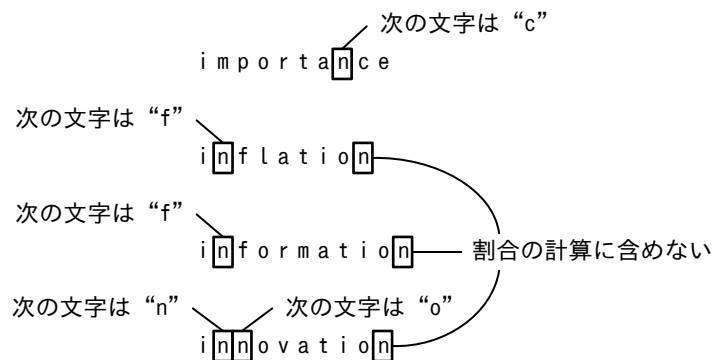 次の文字は“c”
importance
次の文字は“f”
inflation
次の文字は“f”
information
割合の計算に含めない
次の文字は“n”
次の文字は“o”
innovation